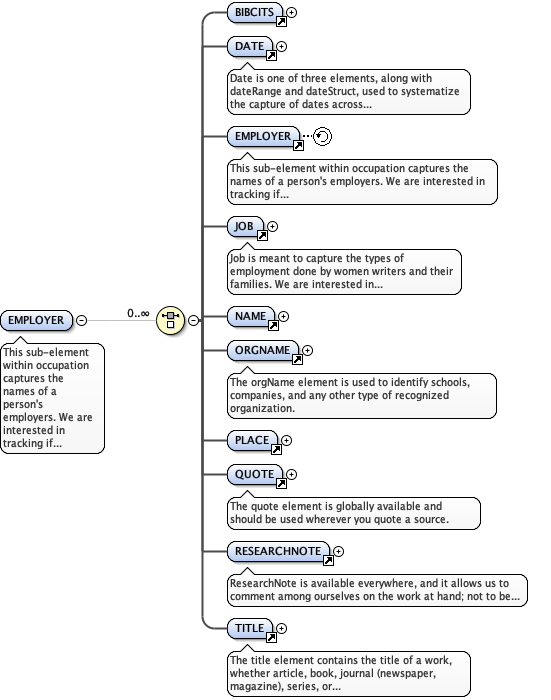 BIBCITS
DATE
Date is one of three elements, along with
dateRange and dateStruct, used to systematize
the capture of dates across...
EMPLOYER
This sub-element within occupation captures the
names of a person's employers. We are interested in
tracking if...
JOB
Job is meant to capture the types of
employment done by women writers and their
families. We are interested in...
EMPLOYER
0..∞
This sub-element
within occupation
captures the
names of a
person's
employers. We are
interested in
tracking if...
NAME
ORGNAME
The orgName element is used to identify schools,
companies, and any other type of recognized
organization.
PLACE
QUOTE
The quote element is globally available and
should be used wherever you quote a source.
RESEARCHNOTE
ResearchNote is available everywhere, and it allows us to
comment among ourselves on the work at hand; not to be...
TITLE
The title element contains the title of a work,
whether article, book, journal (newspaper,
magazine), series, or...